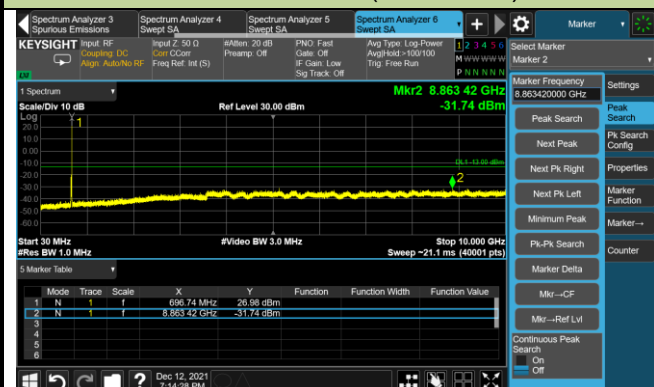 Spectrum Analyzer 3
Spurious Emissions
Spectrum Analyzer 4
Swept SA
Spectrum Analyzer 5
Swept SA
Spectrum Analyzer 6
Swept SA
Marker
KEYSIGHT
Input: RF
Coupling: DC
Align: Auto/No RF
Input Z: 50 Ω
Corr CCorr
Freq Ref: Int (S)
#Atten: 20 dB
Preamp: Off
PNO: Fast
Gate: Off
IF Gain: Low
Sig Track: Off
Avg Type: Log-Power
Avg|Hold:>100/100
Trig: Free Run
1 2 3 4 5 6
M W W W W W W
P N N N N N N
LXI
Select Marker
Marker 2
1 Spectrum
Scale/Div 10 dB
Ref Level 30.00 dBm
Mkr2 8.863 42 GHz
-31.74 dBm
Log
20.0
10.0
0.00
-10.0
-20.0
-30.0
-40.0
-50.0
-60.0
1
DL1 -13.00 dBm
2
Start 30 MHz
#Res BW 1.0 MHz
#Video BW 3.0 MHz
Stop 10.000 GHz
Sweep ~21.1 ms (40001 pts)
5 Marker Table
Mode Trace Scale X Y Function Function Width Function Value
1 N 1 f 696.74 MHz 26.98 dBm
2 N 1 f 8.863 42 GHz -31.74 dBm
3
4
5
6
Dec 12, 2021
7:14:28 PM
Marker Frequency
8.863420000 GHz
Peak Search
Next Peak
Next Pk Right
Next Pk Left
Minimum Peak
Pk-Pk Search
Marker Delta
Mkr→CF
Mkr→Ref Lvl
Continuous Peak
Search
On
Off
Settings
Peak
Search
Pk Search
Config
Properties
Marker
Function
Marker→
Counter